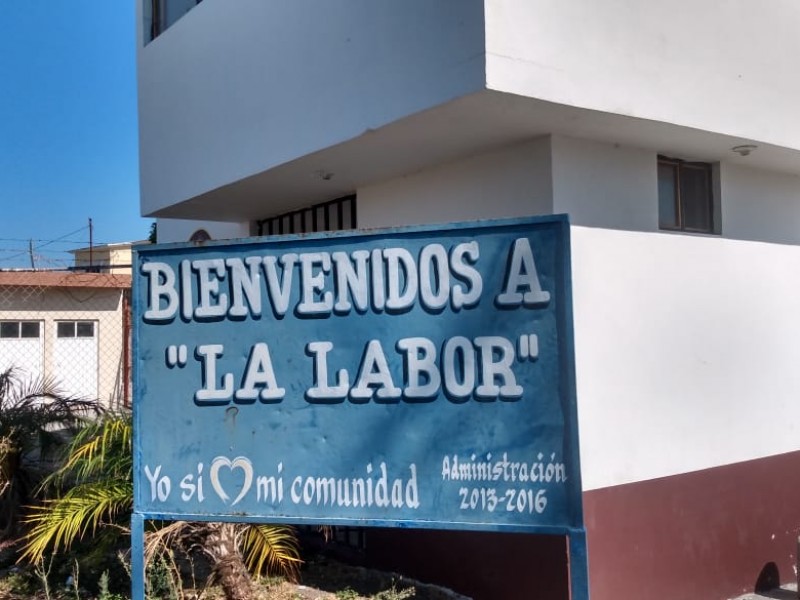 BIENVENIDOS A
"LA LABOR"
Yo si mi comunidad
Administración
2013-2016